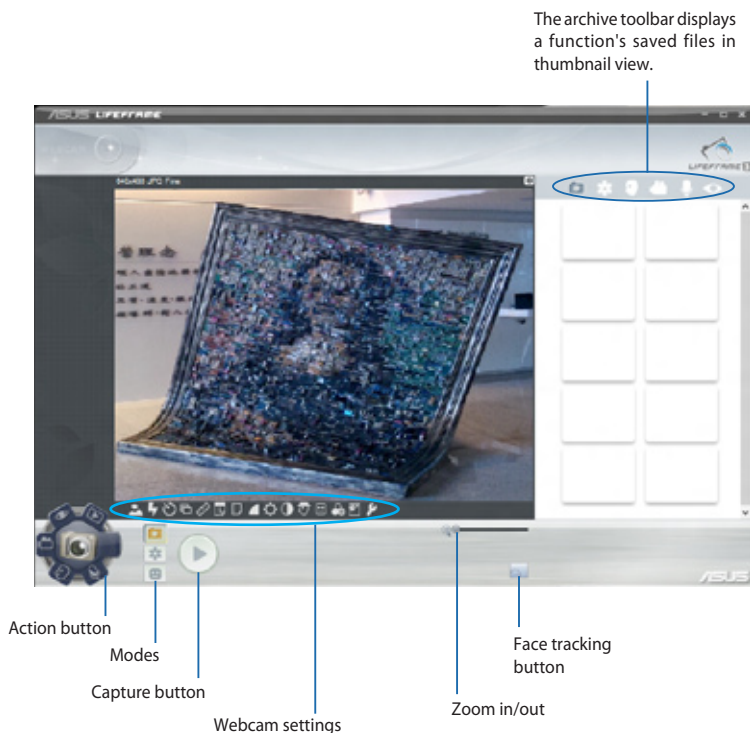 The archive toolbar displays
a function's saved files in
thumbnail view.
ASUS LIFEFRAME
LIFEFRAME3
640x480 JPG Fine
ASUS
Action button
Modes
Capture button
Webcam settings
Zoom in/out
Face tracking
button